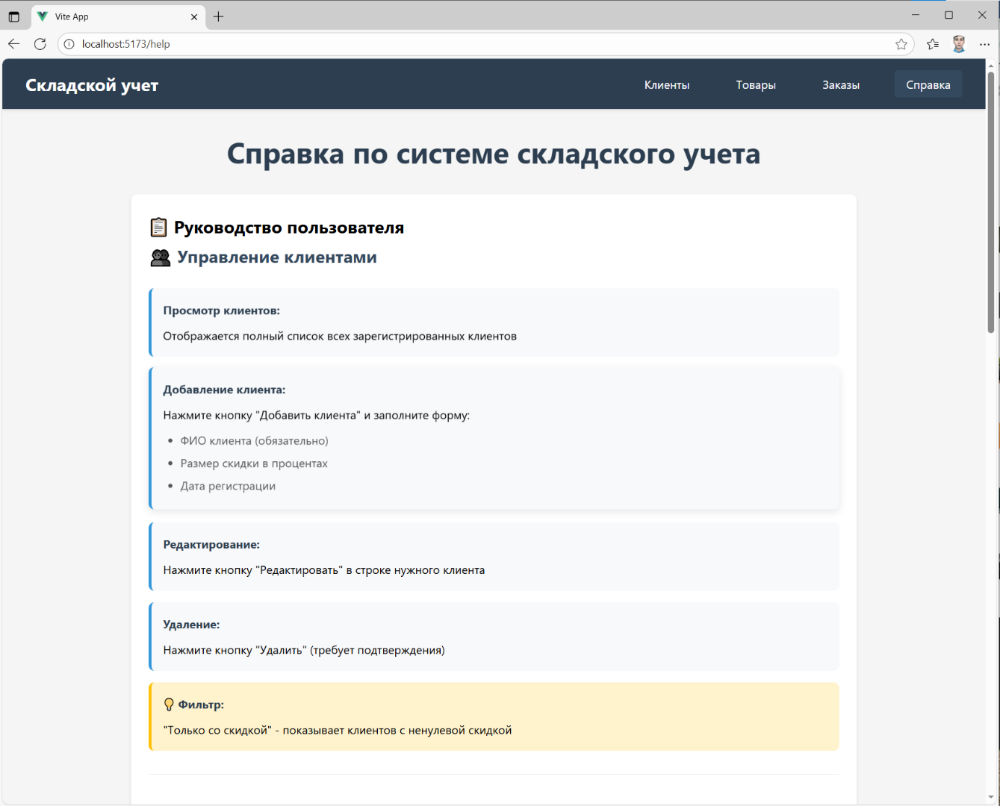 Vite App
localhost:5173/help
Складской учет
Клиенты
Товары
Заказы
Справка
Справка по системе складского учета
Руководство пользователя
Управление клиентами
Просмотр клиентов:
Отображается полный список всех зарегистрированных клиентов
Добавление клиента:
Нажмите кнопку "Добавить клиента" и заполните форму:
• ФИО клиента (обязательно)
• Размер скидки в процентах
• Дата регистрации
Редактирование:
Нажмите кнопку "Редактировать" в строке нужного клиента
Удаление:
Нажмите кнопку "Удалить" (требует подтверждения)
Фильтр:
"Только со скидкой" - показывает клиентов с ненулевой скидкой